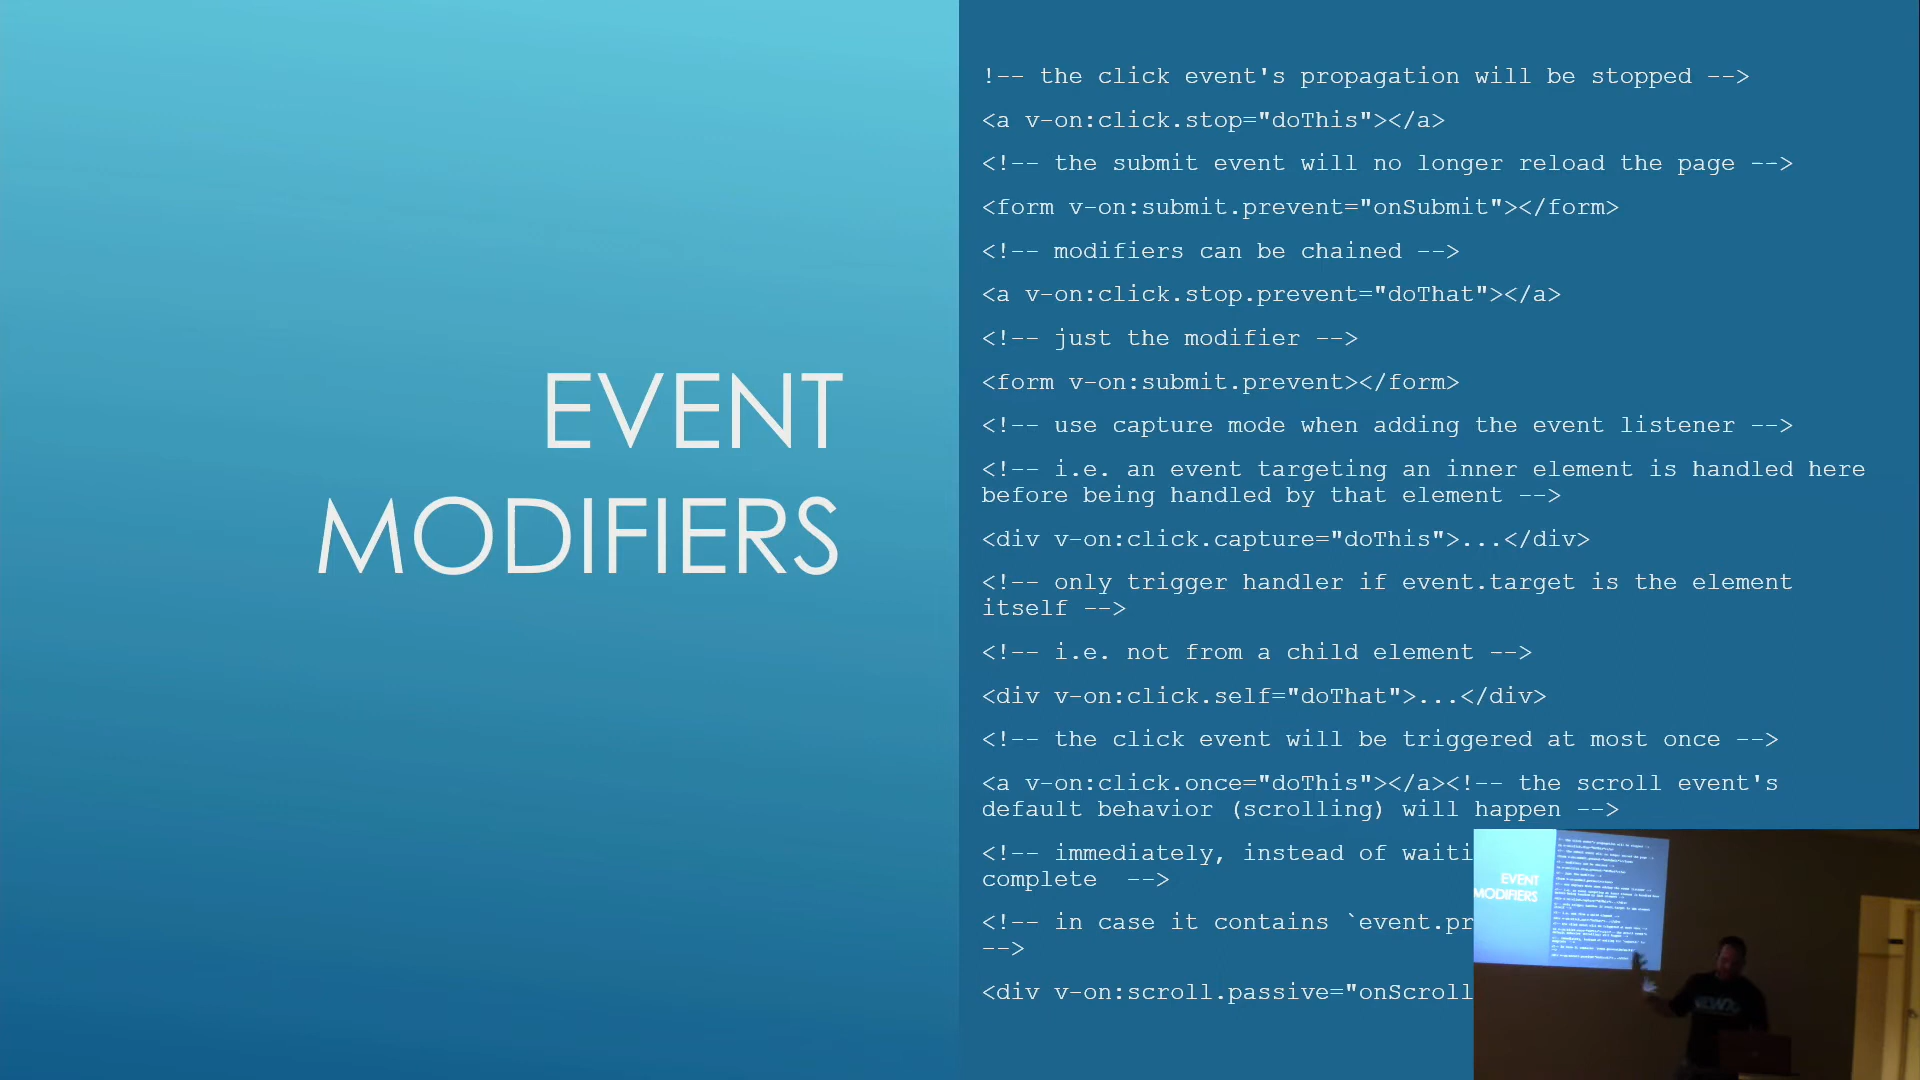 EVENT
MODIFIERS
!-- the click event's propagation will be stopped -->
<a v-on:click.stop="doThis"></a>
<!-- the submit event will no longer reload the page -->
<form v-on:submit.prevent="onSubmit"></form>
<!-- modifiers can be chained -->
<a v-on:click.stop.prevent="doThat"></a>
<!-- just the modifier -->
<form v-on:submit.prevent></form>
<!-- use capture mode when adding the event listener -->
<!-- i.e. an event targeting an inner element is handled here
before being handled by that element -->
<div v-on:click.capture="doThis">...</div>
<!-- only trigger handler if event.target is the element
itself -->
<!-- i.e. not from a child element -->
<div v-on:click.self="doThat">...</div>
<!-- the click event will be triggered at most once -->
<a v-on:click.once="doThis"></a><!-- the scroll event's
default behavior (scrolling) will happen -->
<!-- immediately, instead of waiti
complete  -->
<!-- in case it contains `event.pr
-->
<div v-on:scroll.passive="onScroll
EVENT
MODIFIERS